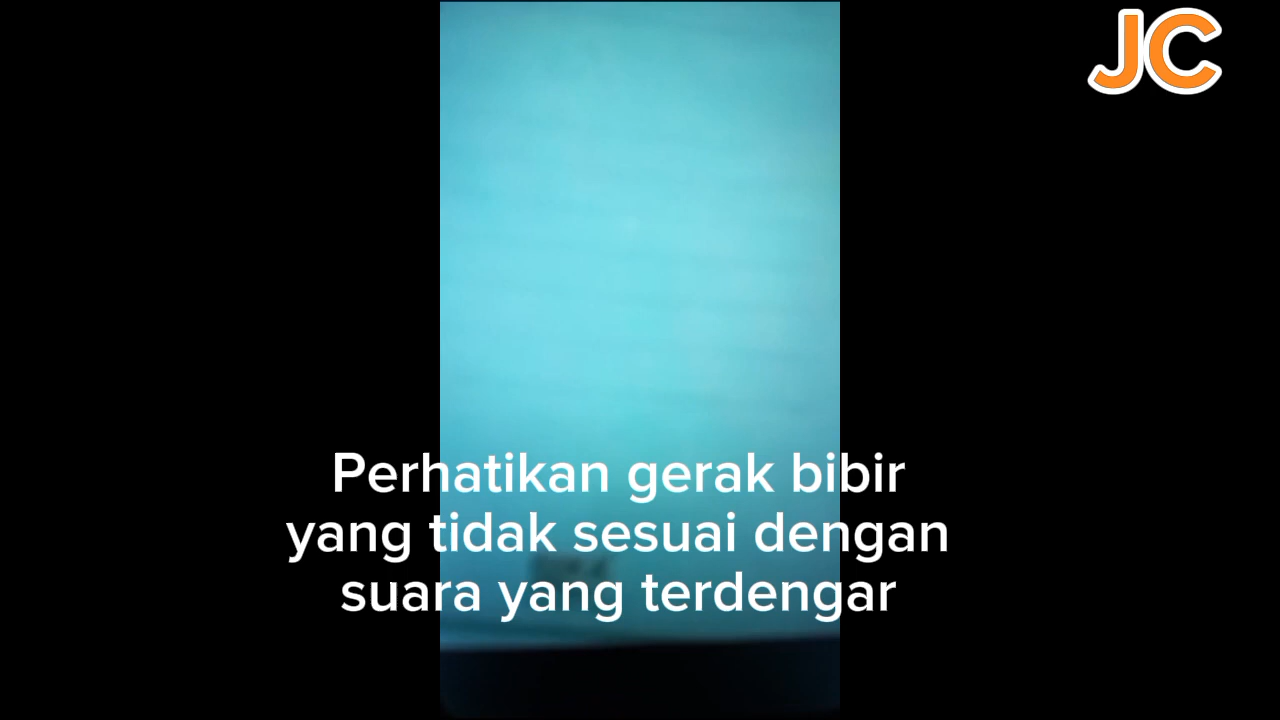 JC
Perhatikan gerak bibir
yang tidak sesuai dengan
suara yang terdengar